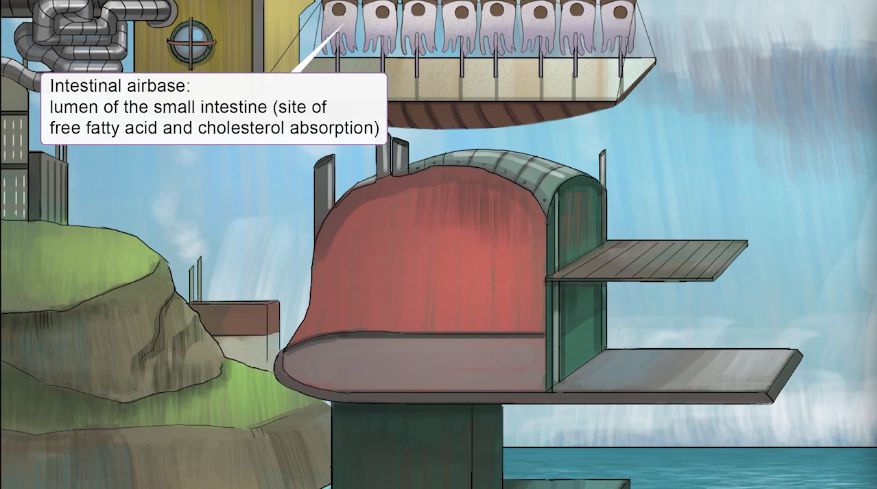 Intestinal airbase:
lumen of the small intestine (site of
free fatty acid and cholesterol absorption)